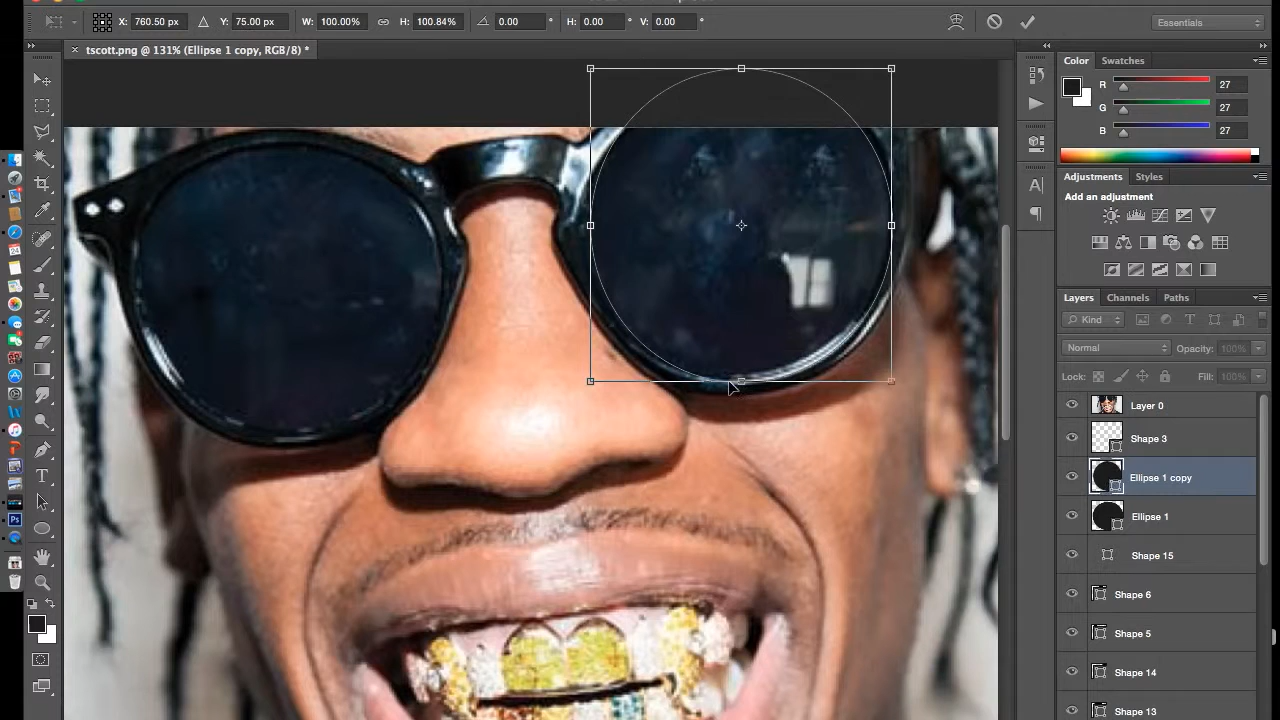 X: 760.50 px Y: 75.00 px W: 100.00% H: 100.84% 0.00 ° H: 0.00 ° V: 0.00 ° Essentials
tscott.png @ 131% (Ellipse 1 copy, RGB/8) *
Color Swatches
R 27
G 27
B 27
Adjustments Styles
Add an adjustment
Layers Channels Paths
Kind
Normal Opacity: 100%
Lock: Fill: 100%
Layer 0
Shape 3
Ellipse 1 copy
Ellipse 1
Shape 15
Shape 6
Shape 5
Shape 14
Shape 13